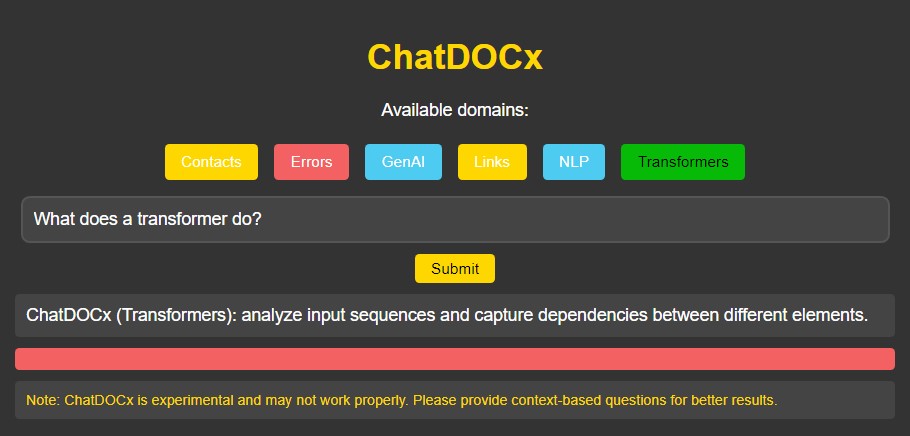 ChatDOCx
Available domains:
Contacts Errors GenAI Links NLP Transformers
What does a transformer do?
Submit
ChatDOCx (Transformers): analyze input sequences and capture dependencies between different elements.
Note: ChatDOCx is experimental and may not work properly. Please provide context-based questions for better results.